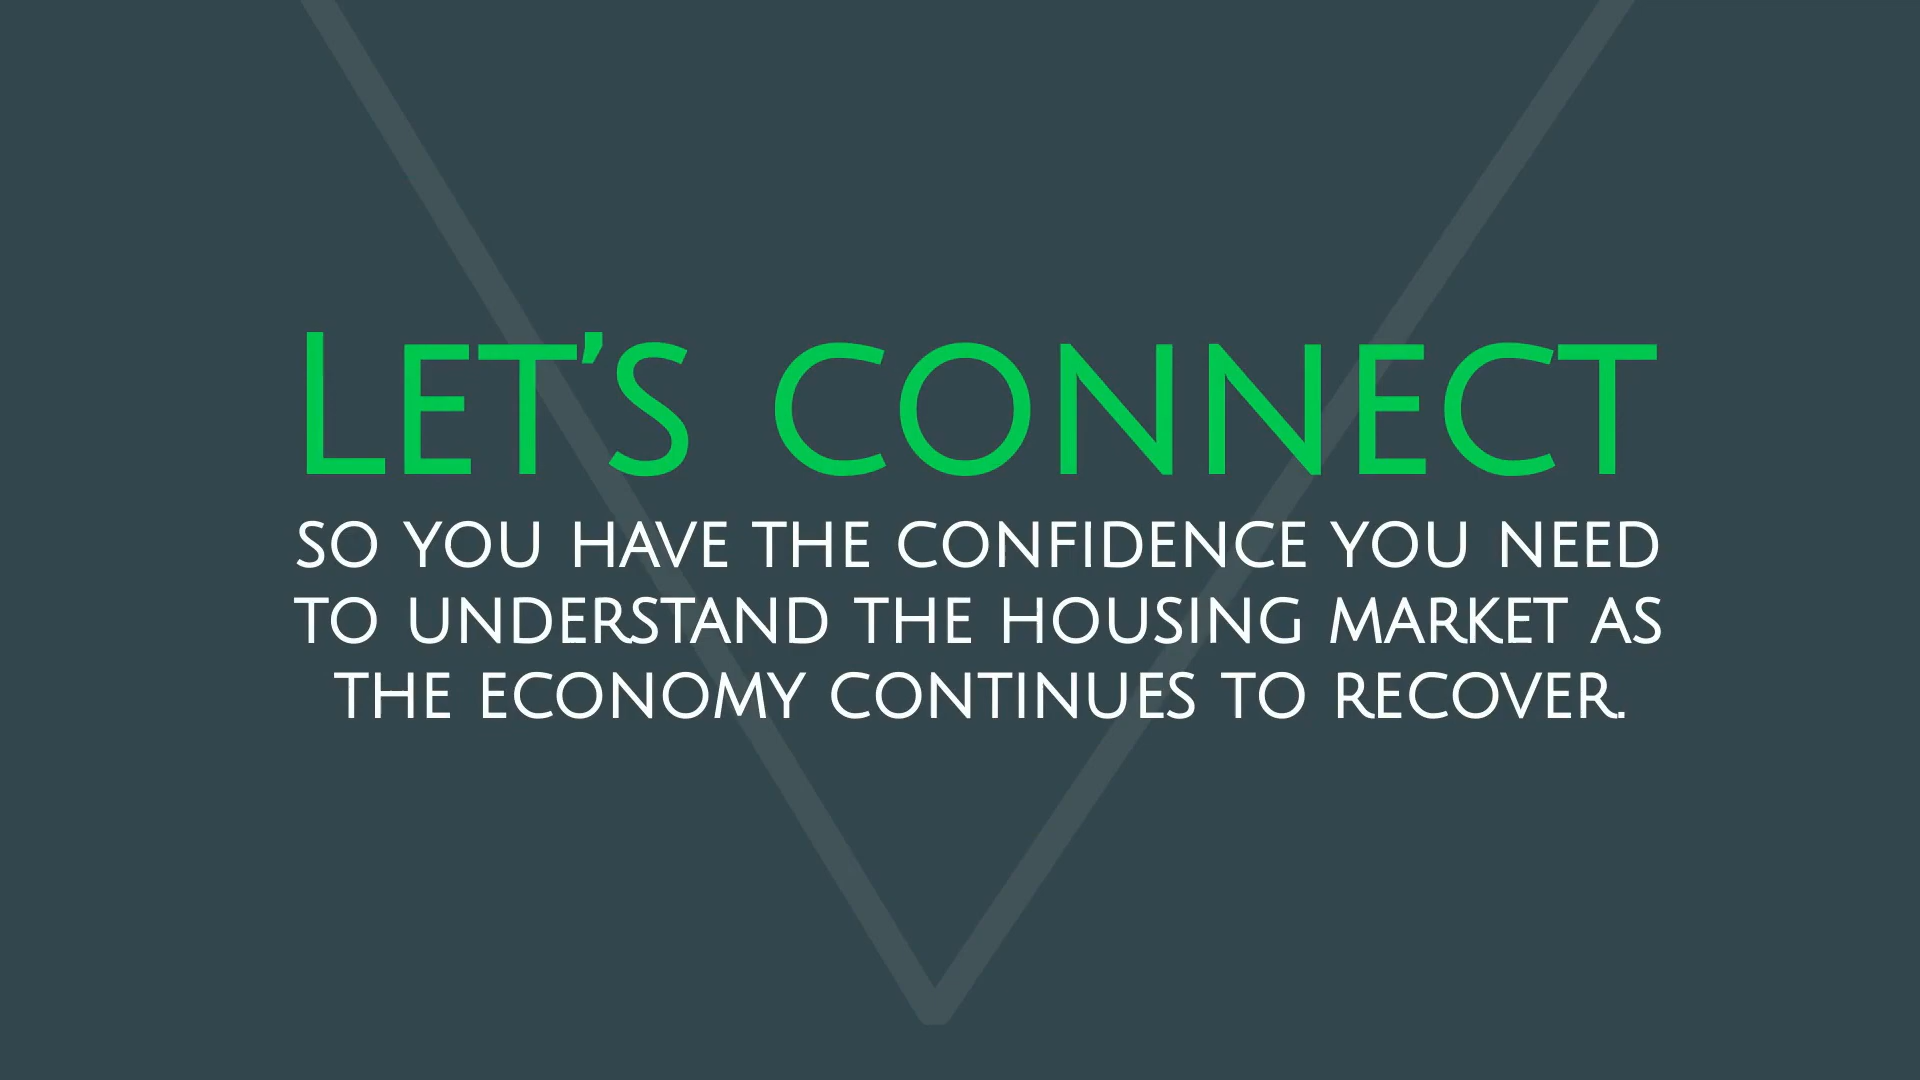 LET'S CONNECT
SO YOU HAVE THE CONFIDENCE YOU NEED
TO UNDERSTAND THE HOUSING MARKET AS
THE ECONOMY CONTINUES TO RECOVER.